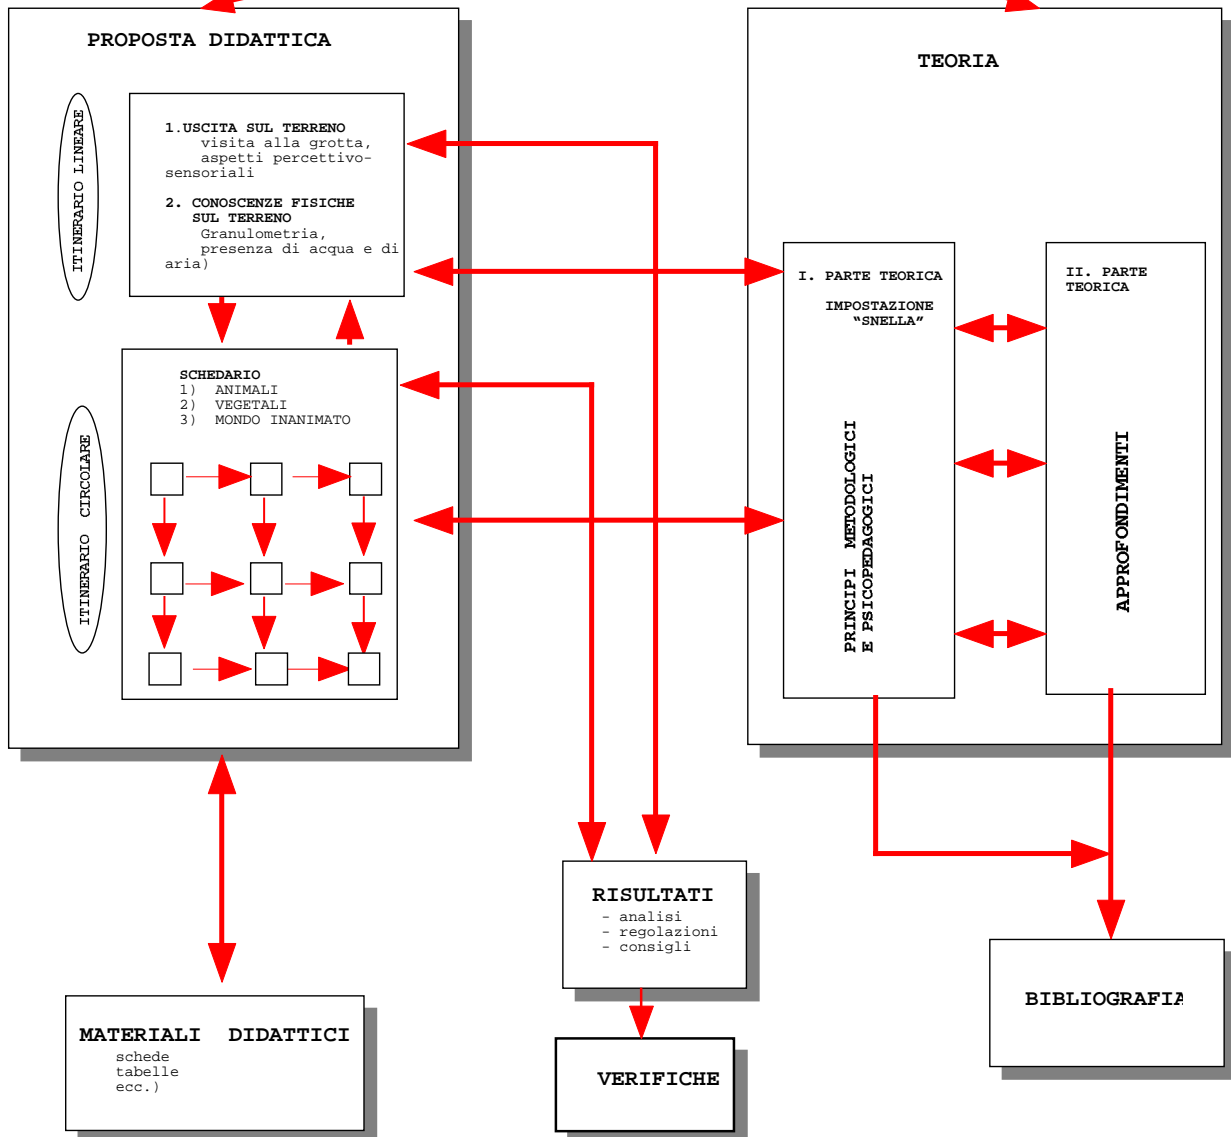 PROPOSTA DIDATTICA
ITINERARIO LINEARE
1.USCITA SUL TERRENO
visita alla grotta,
aspetti percettivo-
sensoriali
2. CONOSCENZE FISICHE
SUL TERRENO
Granulometria,
presenza di acqua e di
aria)
ITINERARIO CIRCOLARE
SCHEDARIO
1) ANIMALI
2) VEGETALI
3) MONDO INANIMATO
TEORIA
I. PARTE TEORICA
IMPOSTAZIONE
“SNELLA”
PRINCIPI METODOLOGICI
E PSICOPEDAGOGICI
II. PARTE
TEORICA
APPROFONDIMENTI
RISULTATI
- analisi
- regolazioni
- consigli
VERIFICHE
BIBLIOGRAFIA
MATERIALI DIDATTICI
schede
tabelle
ecc.)